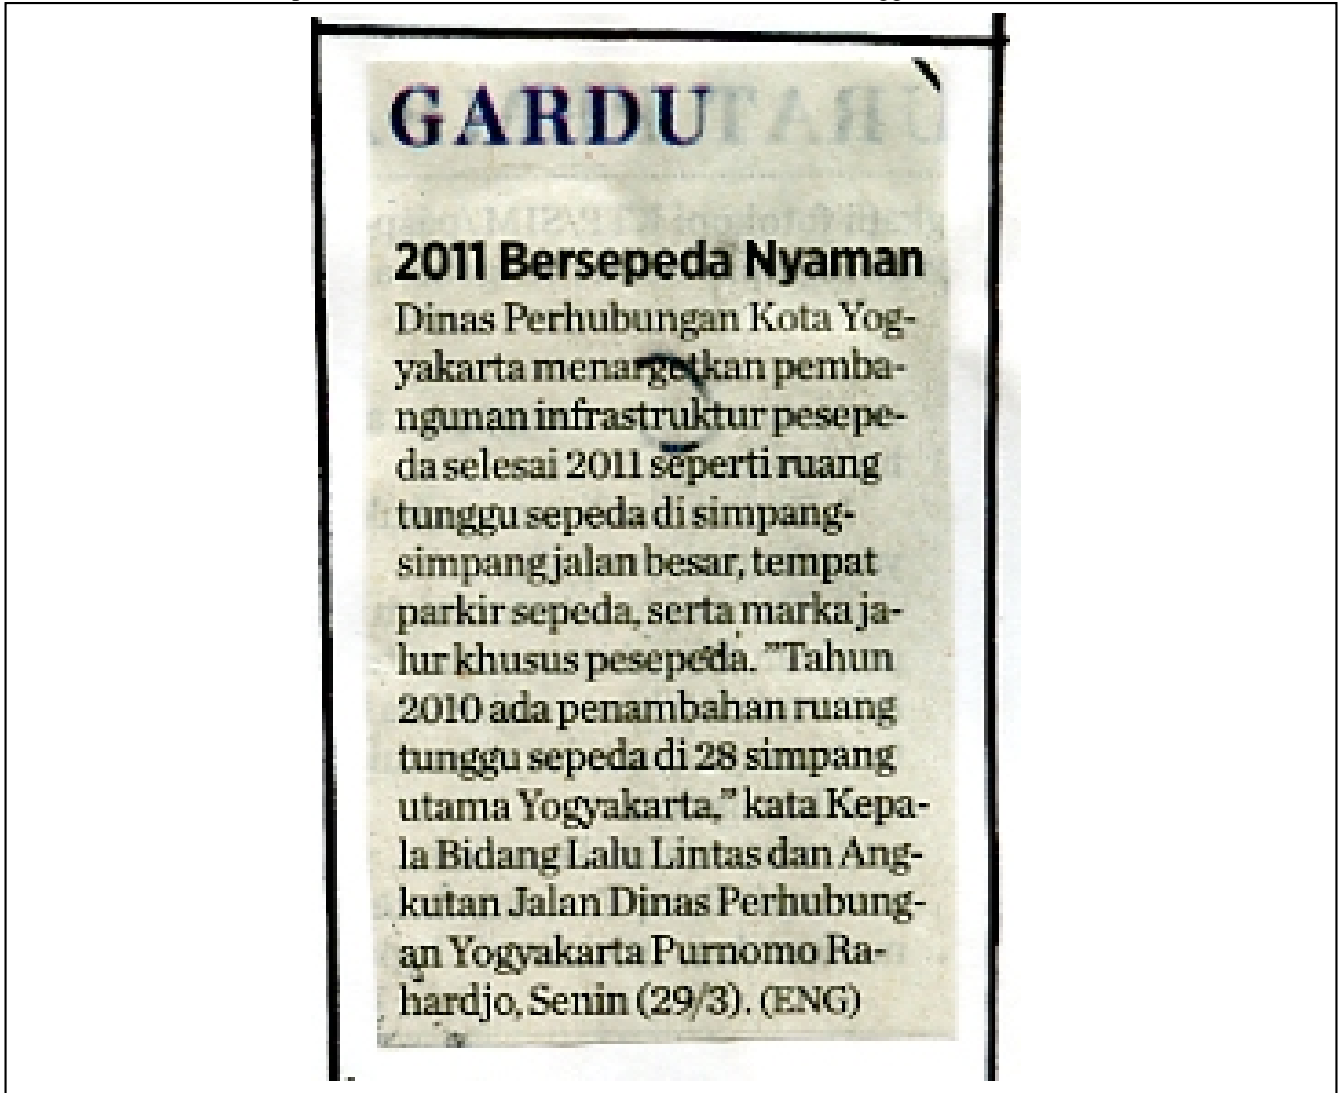 GARDU
2011 Bersepeda Nyaman
Dinas Perhubungan Kota Yog-
yakarta menargetkan pemba-
ngunan infrastruktur pesepe-
da selesai 2011 seperti ruang
tunggu sepeda di simpang-
simpang jalan besar, tempat
parkir sepeda, serta marka ja-
lur khusus pesepeda. ”Tahun
2010 ada penambahan ruang
tunggu sepeda di 28 simpang
utama Yogyakarta,” kata Kepa-
la Bidang Lalu Lintas dan Ang-
kutan Jalan Dinas Perhubung-
an Yogyakarta Purnomo Ra-
hardjo, Senin (29/3). (ENG)